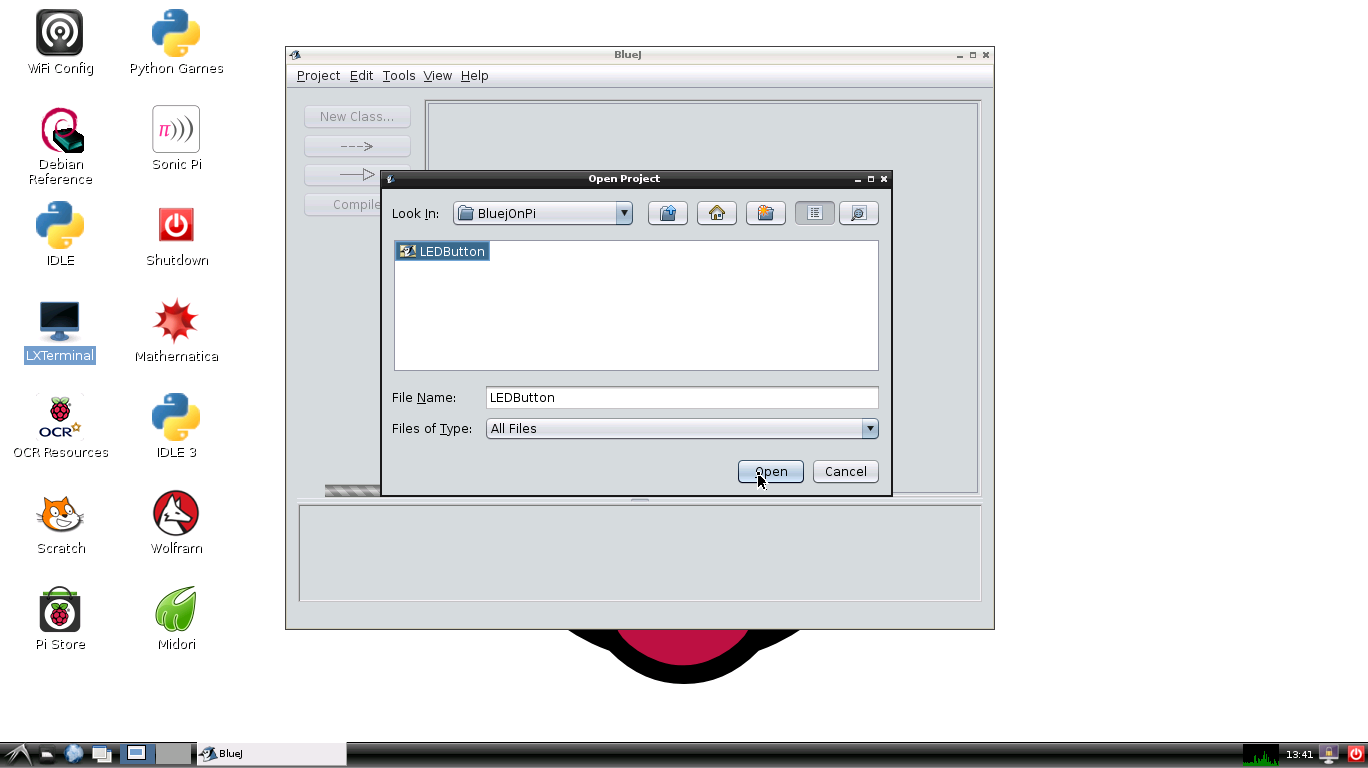 WiFi Config
Python Games
Debian
Reference
Sonic Pi
π)))
IDLE
Shutdown
LXTerminal
Mathematica
OCR
OCR Resources
IDLE 3
Scratch
Wolfram
Pi Store
Midori
BlueJ
Project Edit Tools View Help
New Class...
--->
Compile
Open Project
Look In: BluejOnPi
LEDButton
File Name: LEDButton
Files of Type: All Files
Open Cancel
BlueJ
13:41